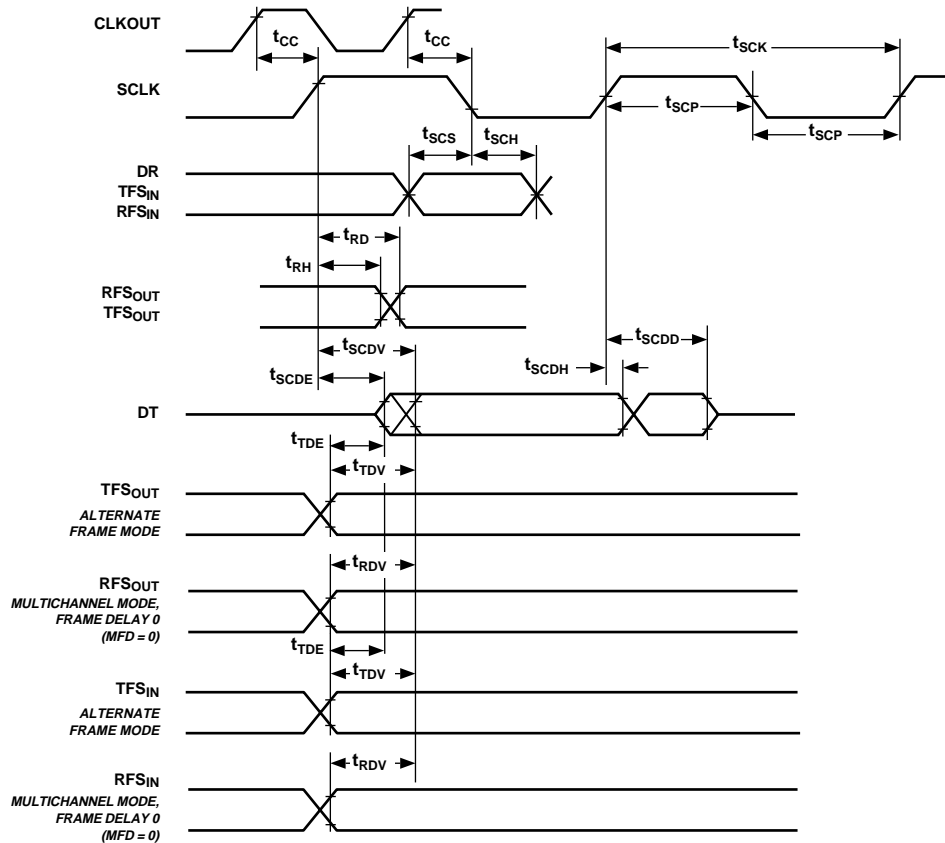 CLKOUT
tCC
tCC
tSCK
SCLK
tSCP
tSCP
tSCS
tSCH
DR
TFSIN
RFSIN
tRD
tRH
RFSOUT
TFSOUT
tSCDV
tSCDD
tSCDE
tSCDH
DT
tTDE
tTDV
TFSOUT
ALTERNATE
FRAME MODE
tRDV
RFSOUT
MULTICHANNEL MODE,
FRAME DELAY 0
(MFD = 0)
tTDE
tTDV
TFSIN
ALTERNATE
FRAME MODE
tRDV
RFSIN
MULTICHANNEL MODE,
FRAME DELAY 0
(MFD = 0)